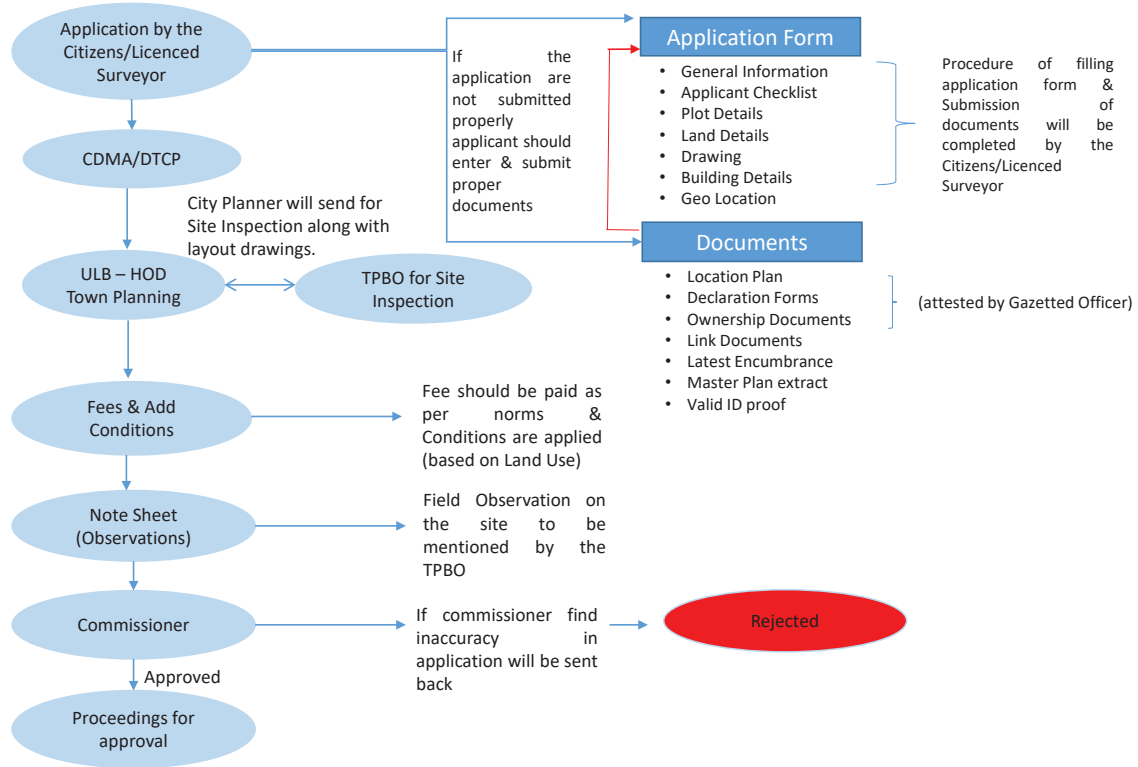 Application by the
Citizens/Licenced
Surveyor
CDMA/DTCP
City Planner will send for
Site Inspection along with
layout drawings.
ULB – HOD
Town Planning
TPBO for Site
Inspection
Fees & Add
Conditions
Fee should be paid as
per norms &
Conditions are applied
(based on Land Use)
Note Sheet
(Observations)
Field Observation on
the site to be
mentioned by the
TPBO
Commissioner
If commissioner find
inaccuracy in
application will be sent
back
Rejected
Approved
Proceedings for
approval
If the
application are
not submitted
properly
applicant should
enter & submit
proper
documents
Application Form
• General Information
• Applicant Checklist
• Plot Details
• Land Details
• Drawing
• Building Details
• Geo Location
Procedure of filling
application form &
Submission of
documents will be
completed by the
Citizens/Licenced
Surveyor
Documents
• Location Plan
• Declaration Forms
• Ownership Documents
• Link Documents
• Latest Encumbrance
• Master Plan extract
• Valid ID proof
(attested by Gazetted Officer)